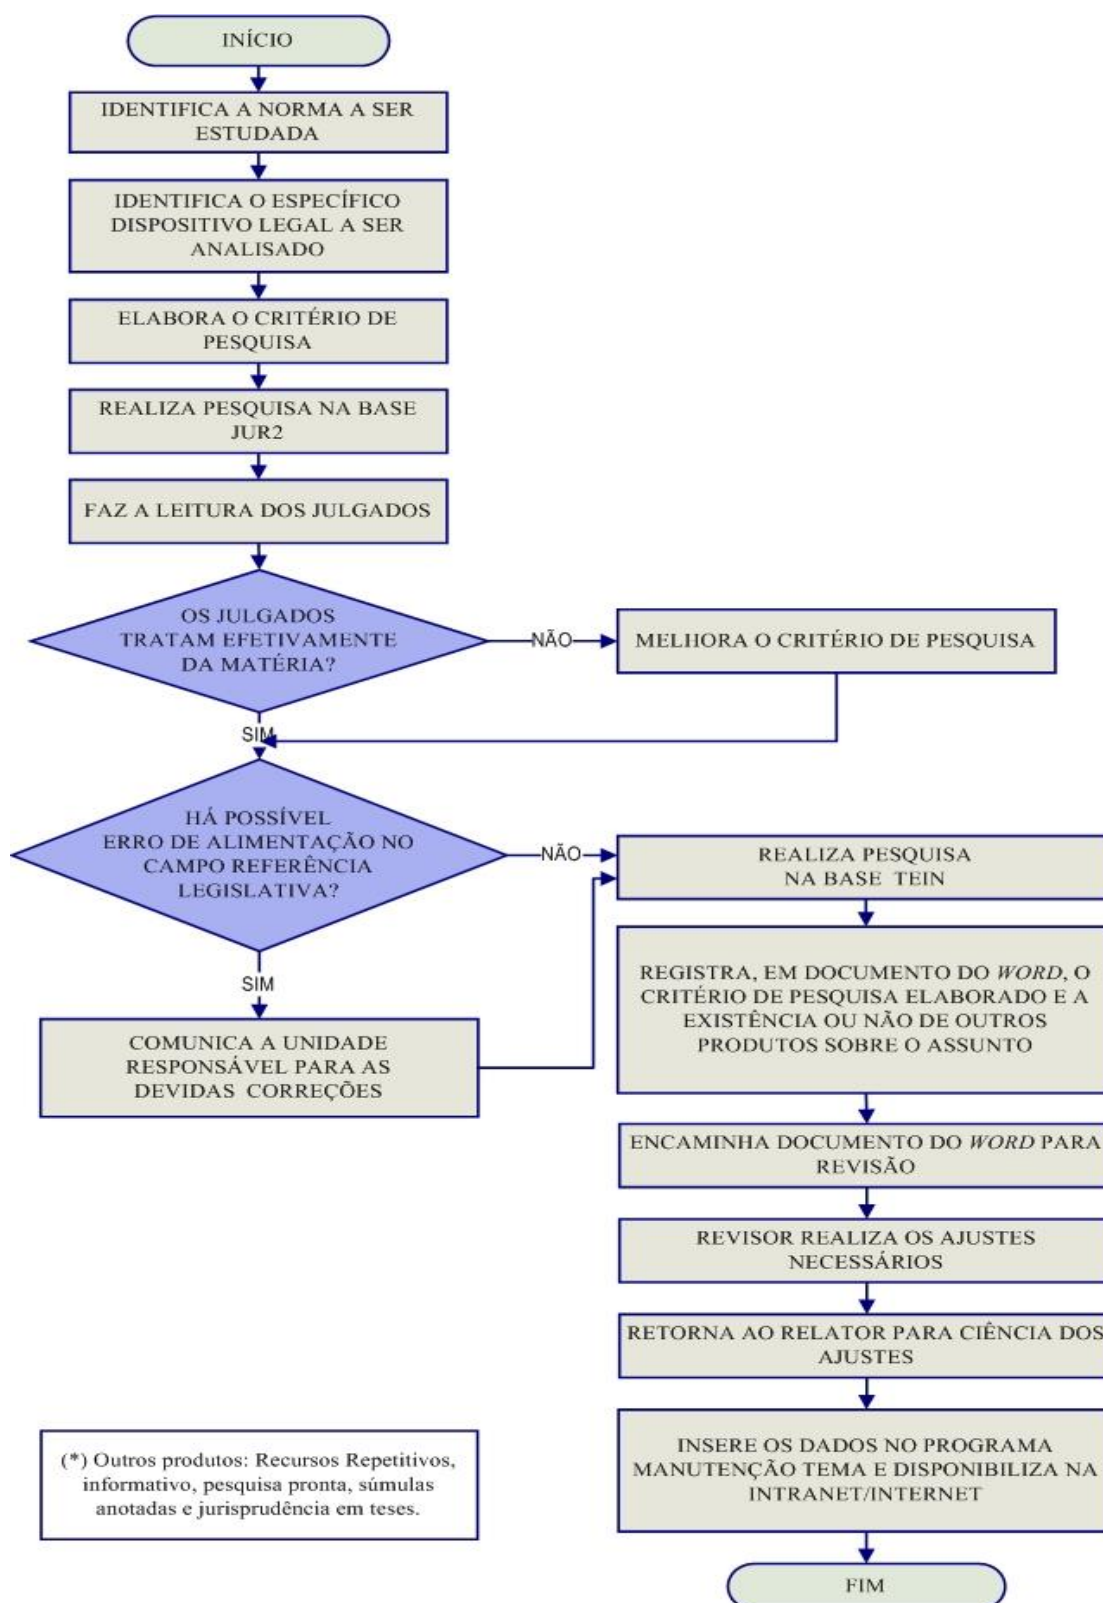 INÍCIO
IDENTIFICA A NORMA A SER
ESTUDADA
IDENTIFICA O ESPECÍFICO
DISPOSITIVO LEGAL A SER
ANALISADO
ELABORA O CRITÉRIO DE
PESQUISA
REALIZA PESQUISA NA BASE
JUR2
FAZ A LEITURA DOS JULGADOS
OS JULGADOS
TRATAM EFETIVAMENTE
DA MATÉRIA?
NÃO
MELHORA O CRITÉRIO DE PESQUISA
SIM
HÁ POSSÍVEL
ERRO DE ALIMENTAÇÃO NO
CAMPO REFERÊNCIA
LEGISLATIVA?
NÃO
REALIZA PESQUISA
NA BASE TEIN
SIM
COMUNICA A UNIDADE
RESPONSÁVEL PARA AS
DEVIDAS CORREÇÕES
REGISTRA, EM DOCUMENTO DO WORD, O
CRITÉRIO DE PESQUISA ELABORADO E A
EXISTÊNCIA OU NÃO DE OUTROS
PRODUTOS SOBRE O ASSUNTO
ENCAMINHA DOCUMENTO DO WORD PARA
REVISÃO
REVISOR REALIZA OS AJUSTES
NECESSÁRIOS
RETORNA AO RELATOR PARA CIÊNCIA DOS
AJUSTES
INSERE OS DADOS NO PROGRAMA
MANUTENÇÃO TEMA E DISPONIBILIZA NA
INTRANET/INTERNET
FIM
(*) Outros produtos: Recursos Repetitivos,
informativo, pesquisa pronta, súmulas
anotadas e jurisprudência em teses.